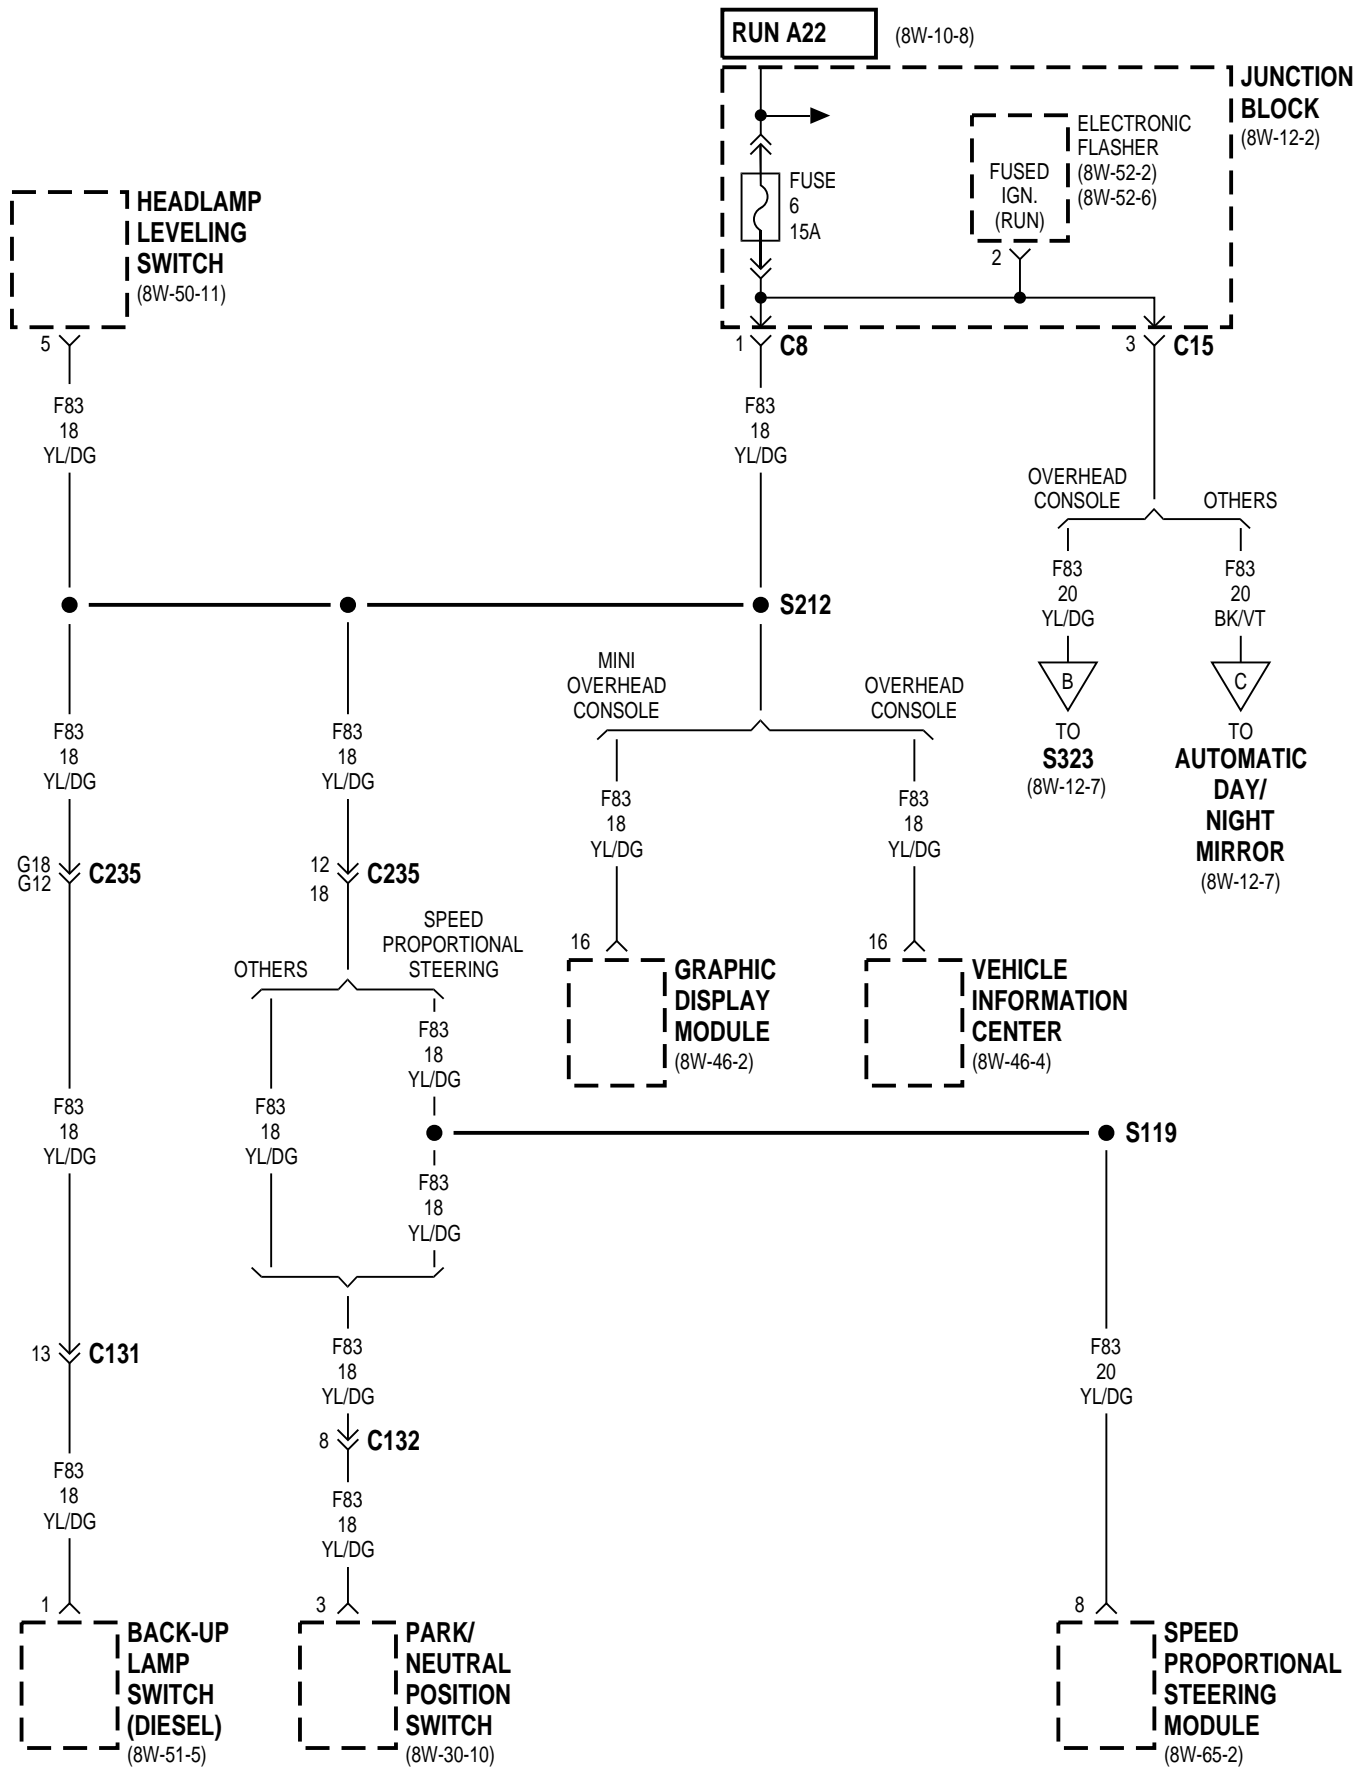 RUN A22
(8W-10-8)
JUNCTION
BLOCK
(8W-12-2)
ELECTRONIC
FLASHER
(8W-52-2)
(8W-52-6)
FUSED
IGN.
(RUN)
2
FUSE
6
15A
HEADLAMP
LEVELING
SWITCH
(8W-50-11)
5
1
C8
3
C15
F83
18
YL/DG
F83
18
YL/DG
OVERHEAD
CONSOLE
OTHERS
F83
20
YL/DG
F83
20
BK/VT
S212
B
C
TO
S323
(8W-12-7)
TO
AUTOMATIC
DAY/
NIGHT
MIRROR
(8W-12-7)
MINI
OVERHEAD
CONSOLE
OVERHEAD
CONSOLE
F83
18
YL/DG
F83
18
YL/DG
F83
18
YL/DG
F83
18
YL/DG
G18
G12
C235
12
18
C235
16
GRAPHIC
DISPLAY
MODULE
(8W-46-2)
16
VEHICLE
INFORMATION
CENTER
(8W-46-4)
OTHERS
SPEED
PROPORTIONAL
STEERING
F83
18
YL/DG
F83
18
YL/DG
F83
18
YL/DG
S119
F83
18
YL/DG
13
C131
F83
18
YL/DG
F83
20
YL/DG
8
C132
F83
18
YL/DG
F83
18
YL/DG
1
BACK-UP
LAMP
SWITCH
(DIESEL)
(8W-51-5)
3
PARK/
NEUTRAL
POSITION
SWITCH
(8W-30-10)
8
SPEED
PROPORTIONAL
STEERING
MODULE
(8W-65-2)